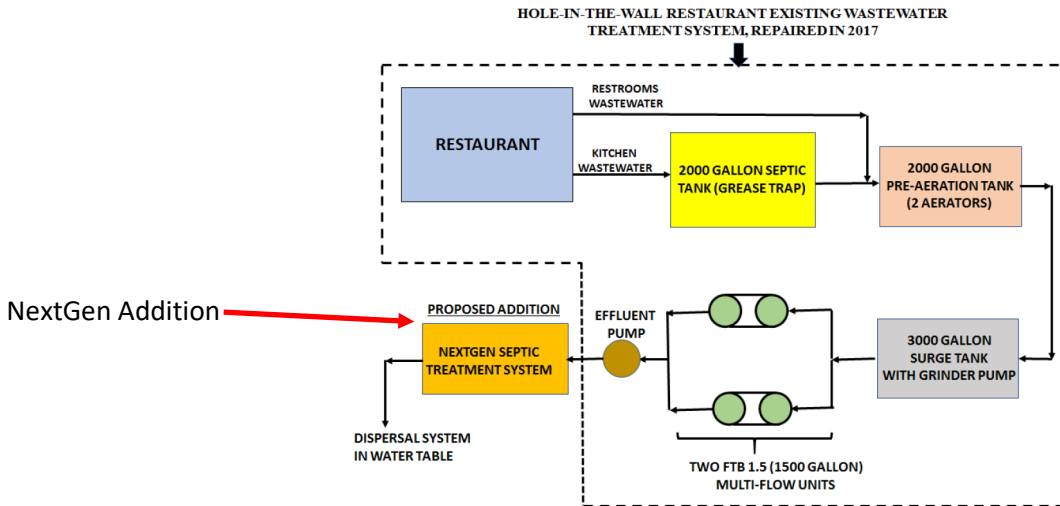 HOLE-IN-THE-WALL RESTAURANT EXISTING WASTEWATER
TREATMENT SYSTEM, REPAIRED IN 2017
RESTAURANT
RESTROOMS
WASTEWATER
KITCHEN
WASTEWATER
2000 GALLON SEPTIC
TANK (GREASE TRAP)
2000 GALLON
PRE-AERATION TANK
(2 AERATORS)
NextGen Addition
PROPOSED ADDITION
NEXTGEN SEPTIC
TREATMENT SYSTEM
EFFLUENT
PUMP
3000 GALLON
SURGE TANK
WITH GRINDER PUMP
DISPERSAL SYSTEM
IN WATER TABLE
TWO FTB 1.5 (1500 GALLON)
MULTI-FLOW UNITS